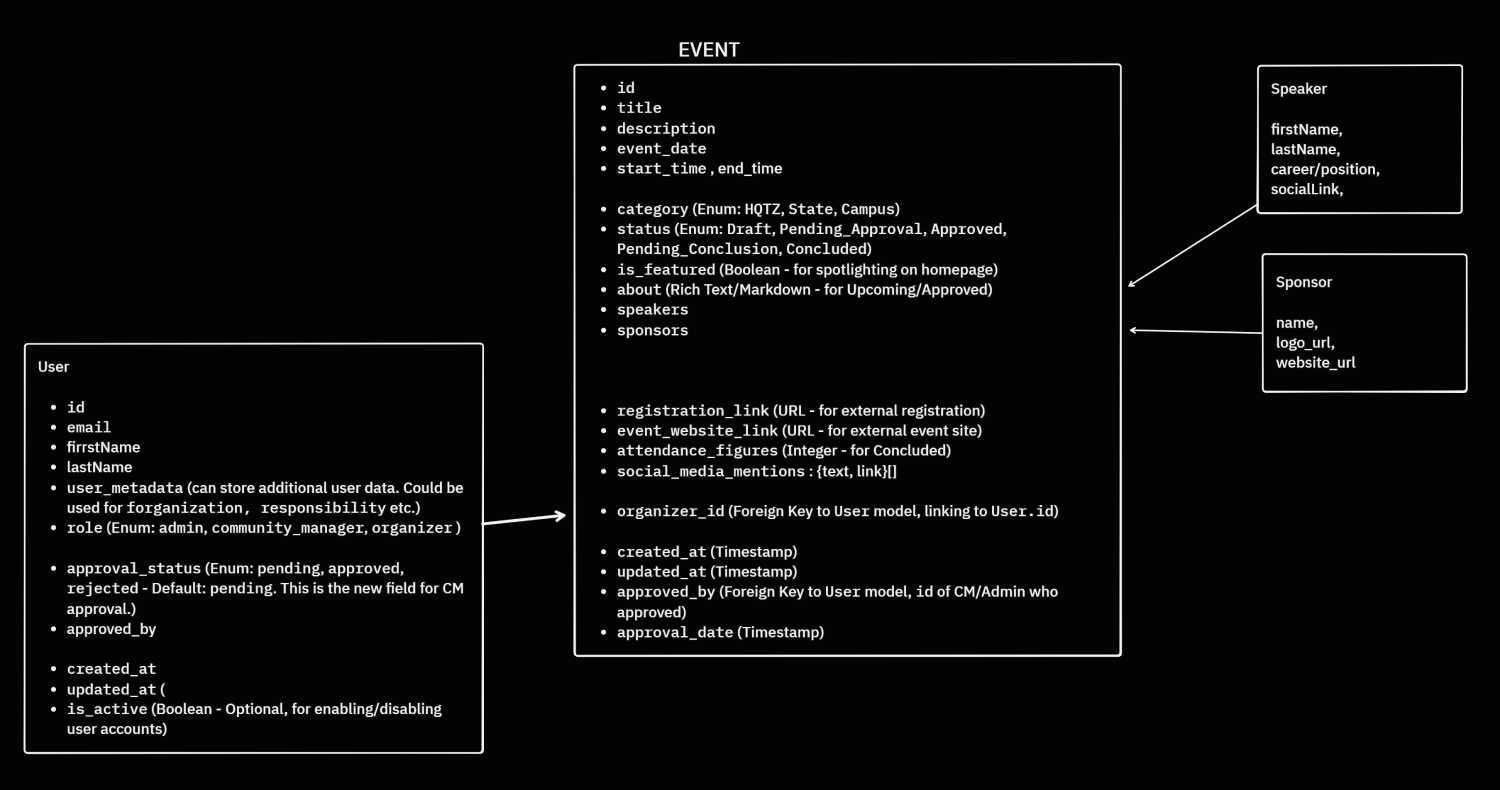 EVENT
• id
• title
• description
• event_date
• start_time , end_time
• category (Enum: HQTZ, State, Campus)
• status (Enum: Draft, Pending_Approval, Approved,
Pending_Conclusion, Concluded)
• is_featured (Boolean - for spotlighting on homepage)
• about (Rich Text/Markdown - for Upcoming/Approved)
• speakers
• sponsors
• registration_link (URL - for external registration)
• event_website_link (URL - for external event site)
• attendance_figures (Integer - for Concluded)
• social_media_mentions : {text, link}[]
• organizer_id (Foreign Key to User model, linking to User.id)
• created_at (Timestamp)
• updated_at (Timestamp)
• approved_by (Foreign Key to User model, id of CM/Admin who
approved)
• approval_date (Timestamp)
Speaker
firstName,
lastName,
career/position,
socialLink,
Sponsor
name,
logo_url,
website_url
User
• id
• email
• firrstName
• lastName
• user_metadata (can store additional user data. Could be
used for forganization, responsibility etc.)
• role (Enum: admin, community_manager, organizer )
• approval_status (Enum: pending, approved,
rejected - Default: pending. This is the new field for CM
approval.)
• approved_by
• created_at
• updated_at (
• is_active (Boolean - Optional, for enabling/disabling
user accounts)